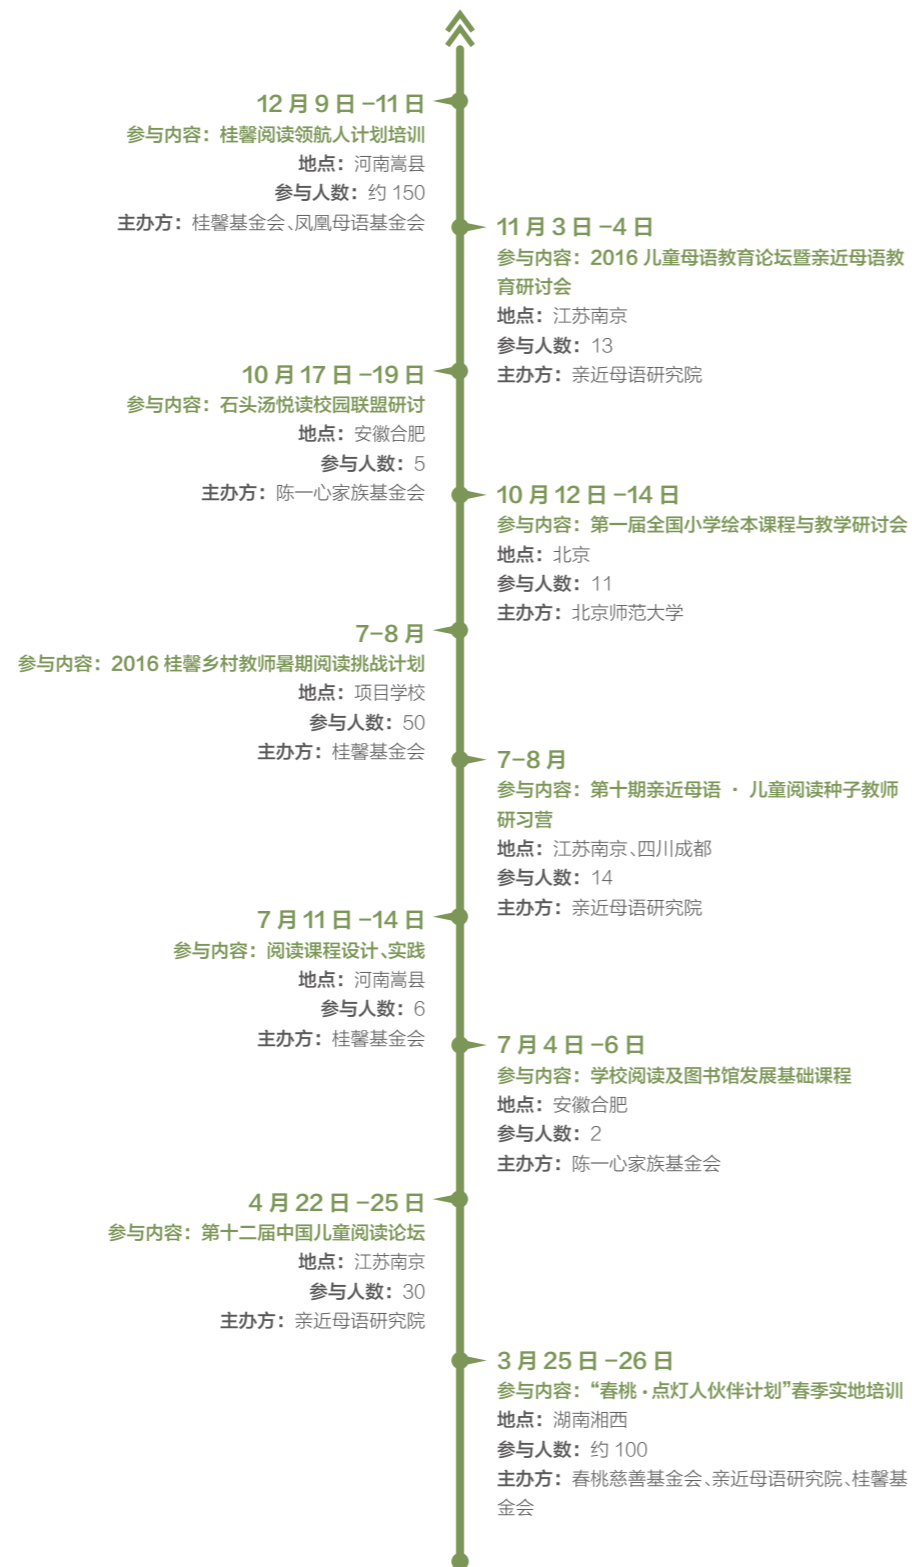 12 月 9 日 -11 日
参与内容：桂馨阅读领航人计划培训
地点：河南嵩县
参与人数：约 150
主办方：桂馨基金会、凤凰母语基金会
11 月 3 日 -4 日
参与内容：2016 儿童母语教育论坛暨亲近母语教
育研讨会
地点：江苏南京
参与人数：13
主办方：亲近母语研究院
10 月 17 日 -19 日
参与内容：石头汤悦读校园联盟研讨
地点：安徽合肥
参与人数：5
主办方：陈一心家族基金会
10 月 12 日 -14 日
参与内容：第一届全国小学绘本课程与教学研讨会
地点：北京
参与人数：11
主办方：北京师范大学
7-8 月
参与内容：2016 桂馨乡村教师暑期阅读挑战计划
地点：项目学校
参与人数：50
主办方：桂馨基金会
7-8 月
参与内容：第十期亲近母语 · 儿童阅读种子教师
研习营
地点：江苏南京、四川成都
参与人数：14
主办方：亲近母语研究院
7 月 11 日 -14 日
参与内容：阅读课程设计、实践
地点：河南嵩县
参与人数：6
主办方：桂馨基金会
7 月 4 日 -6 日
参与内容：学校阅读及图书馆发展基础课程
地点：安徽合肥
参与人数：2
主办方：陈一心家族基金会
4 月 22 日 -25 日
参与内容：第十二届中国儿童阅读论坛
地点：江苏南京
参与人数：30
主办方：亲近母语研究院
3 月 25 日 -26 日
参与内容：“春桃 · 点灯人伙伴计划”春季实地培训
地点：湖南湘西
参与人数：约 100
主办方：春桃慈善基金会、亲近母语研究院、桂馨基
金会